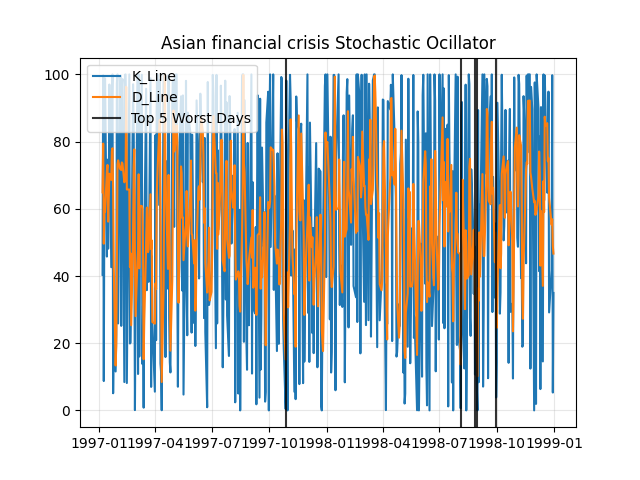 Asian financial crisis Stochastic Ocillator
K_Line
D_Line
Top 5 Worst Days
100
80
60
40
20
0
1997-01 1997-04 1997-07 1997-10 1998-01 1998-04 1998-07 1998-10 1999-01